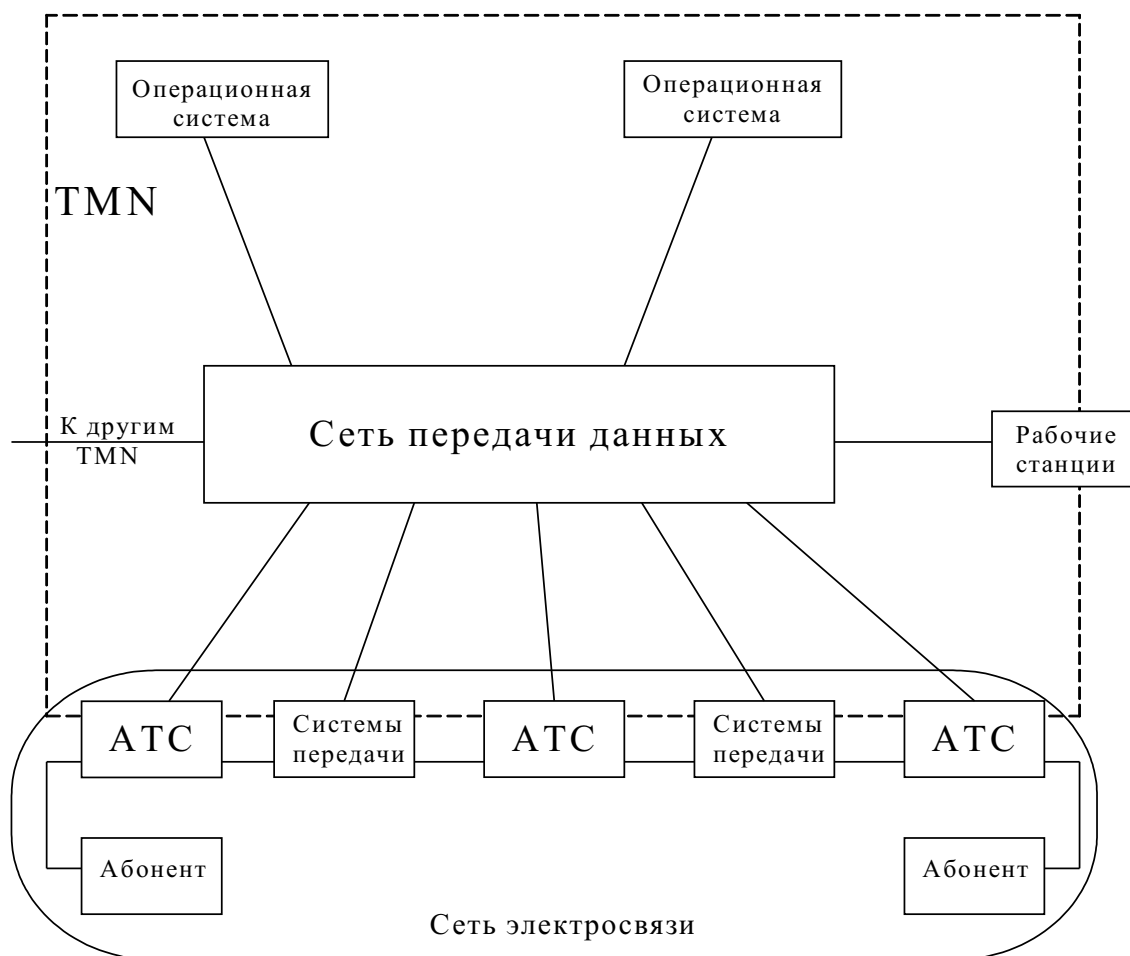 Операционная
система
Операционная
система
TMN
К другим
TMN
Сеть передачи данных
Рабочие
станции
АТС
Системы
передачи
АТС
Системы
передачи
АТС
Абонент
Абонент
Сеть электросвязи